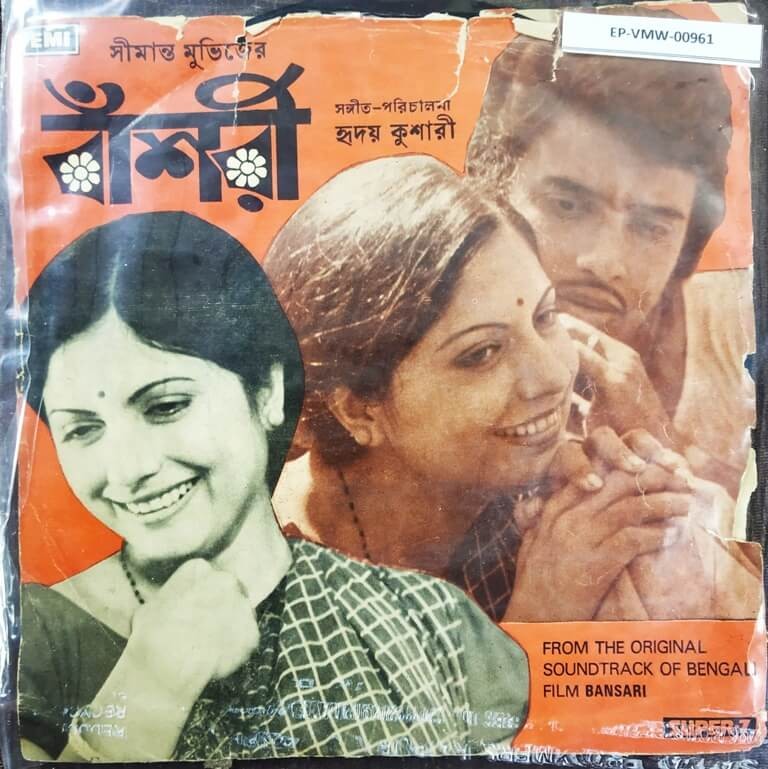 EMI
EP-VMW-00961
সীমান্ত মুভিজের
বাঁশরী
সঙ্গীত-পরিচালনা
হৃদয় কুশারী
FROM THE ORIGINAL
SOUNDTRACK OF BENGALI
FILM BANSARI
SUPER 7